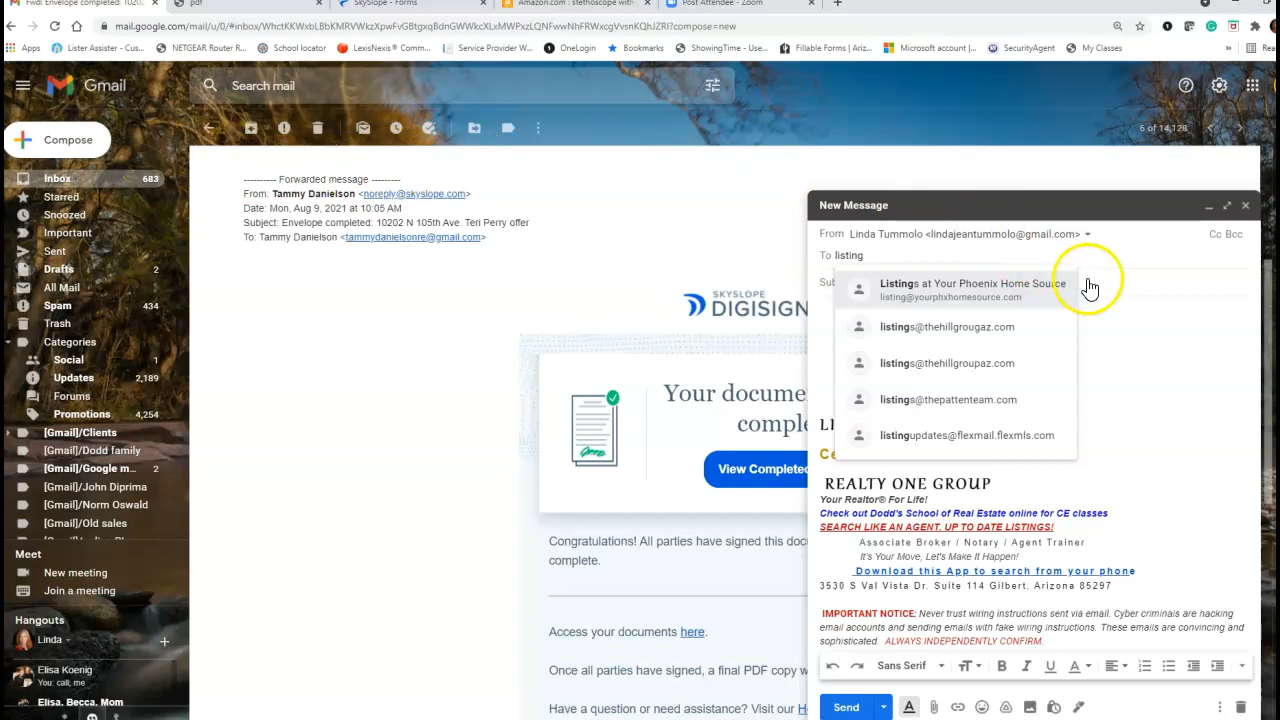 Fwd: Envelope completed: 1020
pdf
SkySlope - Forms
Amazon.com : stethoscope with
Post Attendee - Zoom
mail.google.com/mail/u/0/#inbox/
?compose=new
Apps
Lister Assister - Cust...
NETGEAR Router R...
School locator
LexisNexis® Comm...
Service Provider W...
OneLogin
Bookmarks
ShowingTime - Use...
Fillable Forms | Ariz...
Microsoft account | ...
SecurityAgent
My Classes
»
Gmail
Search mail
Compose
6 of 14,128
Inbox 683
Starred
Snoozed
Important
Sent
Drafts 2
All Mail
Spam 434
Trash
Categories
Social 1
Updates 2,189
Forums
Promotions 4,254
[Gmail]/Clients
[Gmail]/Dodd family
[Gmail]/Google m... 2
[Gmail]/John Diprima
[Gmail]/Norm Oswald
[Gmail]/Old sales
Meet
New meeting
Join a meeting
Hangouts
Linda
Elisa Koenig
You: call, me
Elisa, Becca, Mom
---------- Forwarded message ---------
From: Tammy Danielson <noreply@skyslope.com>
Date: Mon, Aug 9, 2021 at 10:05 AM
Subject: Envelope completed: 10202 N 105th Ave. Teri Perry offer
To: Tammy Danielson <tammydanielsonre@gmail.com>
SKYSLOPE
DIGISIGN
Your docume
comple
View Complete
Congratulations! All parties have signed this doc
complete.
Access your documents here.
Once all parties have signed, a final PDF copy w
Have a question or need assistance? Visit our H
New Message
From Linda Tummolo <lindajeantummolo@gmail.com>
Cc Bcc
To listing
Sub
Listings at Your Phoenix Home Source
listing@yourphxhomesource.com
listings@thehillgrougaz.com
listings@thehillgroupaz.com
listings@thepattenteam.com
listingupdates@flexmail.flexmls.com
LI
Ce
REALTY ONE GROUP
Your Realtor® For Life!
Check out Dodd's School of Real Estate online for CE classes
SEARCH LIKE AN AGENT. UP TO DATE LISTINGS!
Associate Broker / Notary / Agent Trainer
It's Your Move, Let's Make It Happen!
Download this App to search from your phone
3530 S Val Vista Dr. Suite 114 Gilbert, Arizona 85297
IMPORTANT NOTICE: Never trust wiring instructions sent via email. Cyber criminals are hacking
email accounts and sending emails with fake wiring instructions. These emails are convincing and
sophisticated. ALWAYS INDEPENDENTLY CONFIRM.
Sans Serif
Send